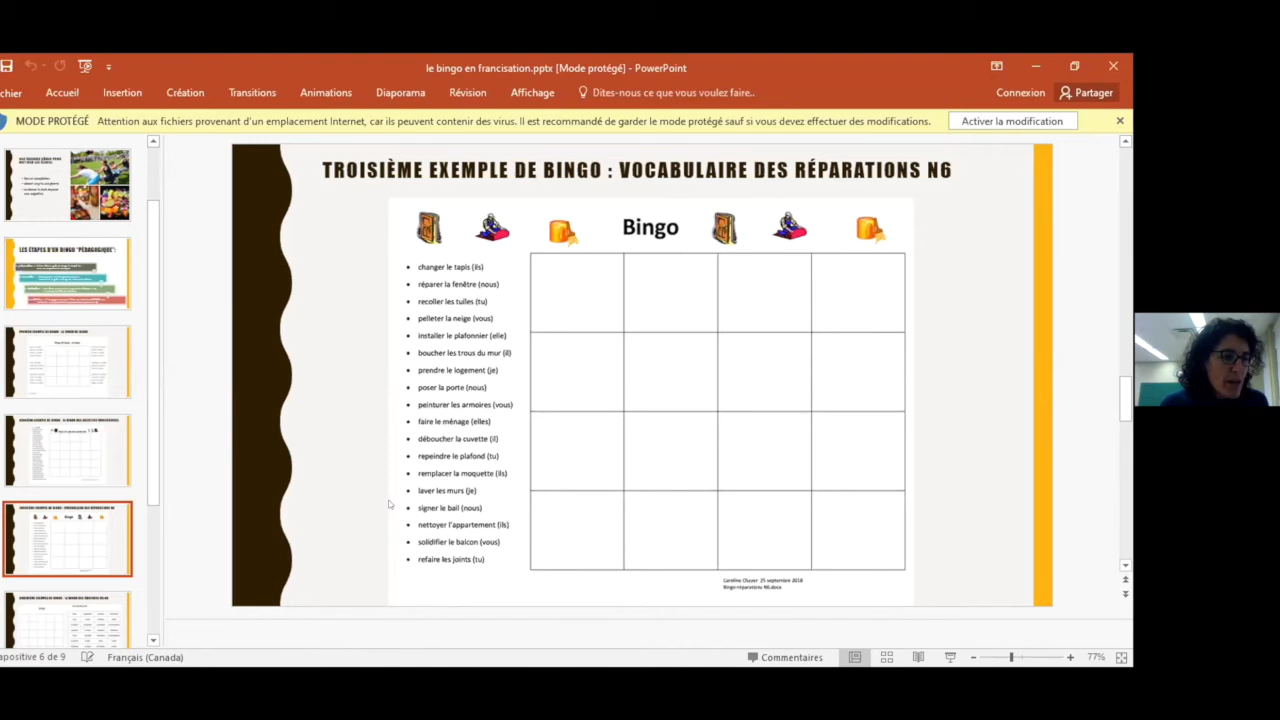 le bingo en francisation.pptx [Mode protégé] - PowerPoint
chier Accueil Insertion Création Transitions Animations Diaporama Révision Affichage Dites-nous ce que vous voulez faire.. Connexion Partager
MODE PROTÉGÉ Attention aux fichiers provenant d'un emplacement Internet, car ils peuvent contenir des virus. Il est recommandé de garder le mode protégé sauf si vous devez effectuer des modifications. Activer la modification
LES ÉTAPES D'UN BINGO "PÉDAGOGIQUE"
TROISIÈME EXEMPLE DE BINGO : VOCABULAIRE DES RÉPARATIONS N6
Bingo
• changer le tapis (ils)
• réparer la fenêtre (nous)
• recoller les tuiles (tu)
• pelleter la neige (vous)
• installer le plafonnier (elle)
• boucher les trous du mur (il)
• prendre le logement (je)
• poser la porte (nous)
• peinturer les armoires (vous)
• faire le ménage (elles)
• déboucher la cuvette (il)
• repeindre le plafond (tu)
• remplacer la moquette (ils)
• laver les murs (je)
• signer le bail (nous)
• nettoyer l'appartement (ils)
• solidifier le balcon (vous)
• refaire les joints (tu)
25 septembre 2018
Bingo-réparations N6.docx
apositive 6 de 9 Français (Canada) Commentaires 77%